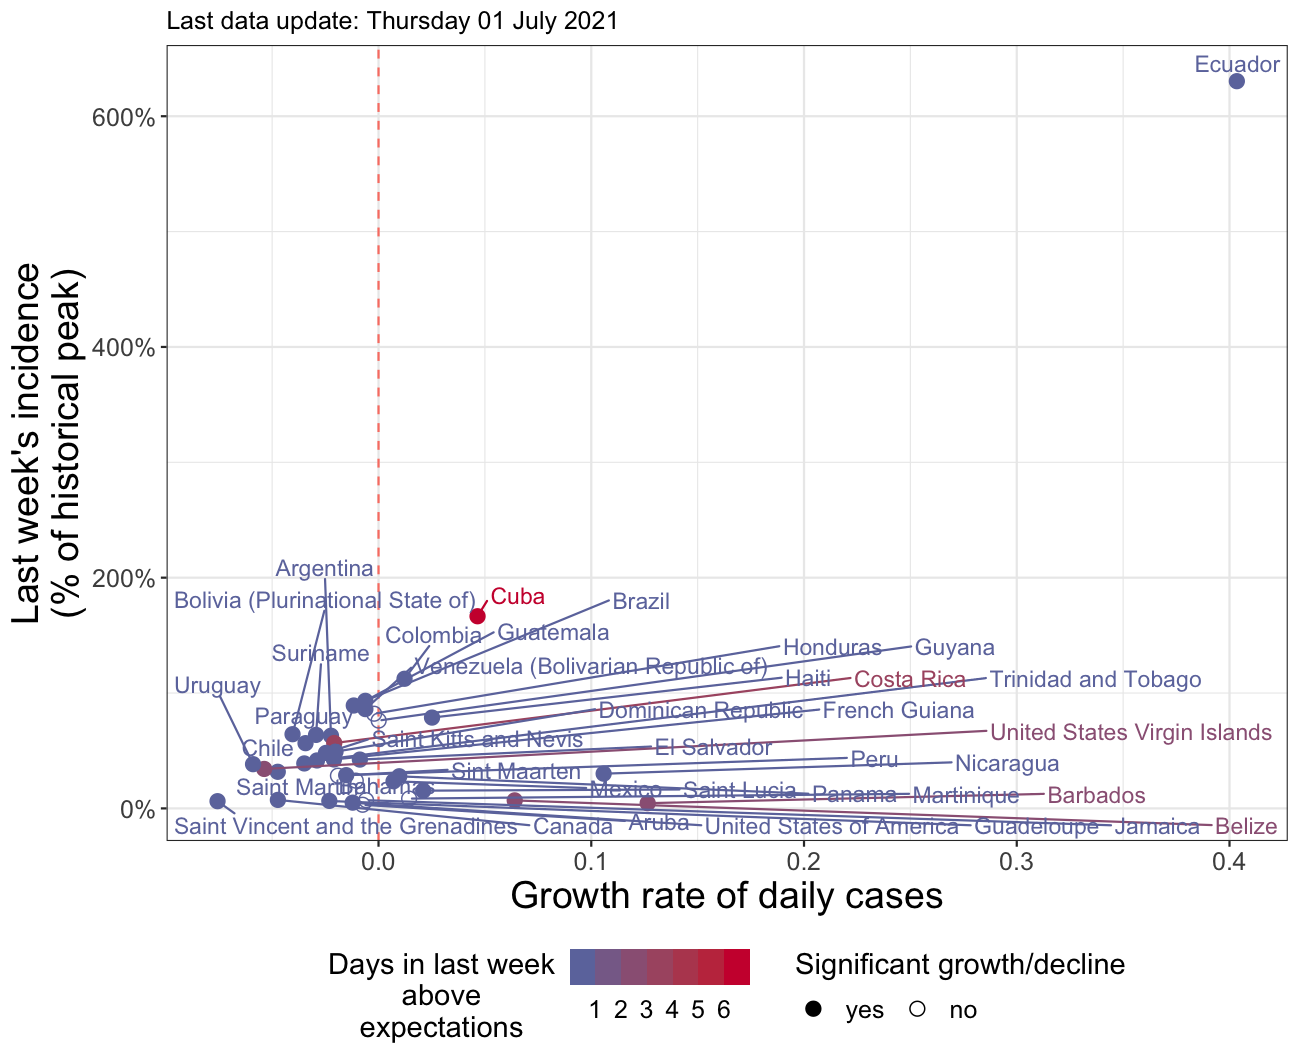 Last data update: Thursday 01 July 2021
Last week's incidence
(% of historical peak)
600%
400%
200%
0%
Ecuador
Argentina
Bolivia (Plurinational State of)
Cuba
Brazil
Colombia
Guatemala
Suriname
Venezuela (Bolivarian Republic of)
Honduras
Guyana
Uruguay
Haiti
Costa Rica
Trinidad and Tobago
Paraguay
Dominican Republic
French Guiana
Chile
Saint Kitts and Nevis
El Salvador
United States Virgin Islands
Sint Maarten
Peru
Nicaragua
Saint Martin
Bahamas
Mexico
Saint Lusia
Panama
Martinique
Barbados
Saint Vincent and the Grenadines
Canada
Aruba
United States of America
Guadeloupe
Jamaica
Belize
0.0
0.1
0.2
0.3
0.4
Growth rate of daily cases
Days in last week
above
expectations
1 2 3 4 5 6
Significant growth/decline
yes
no